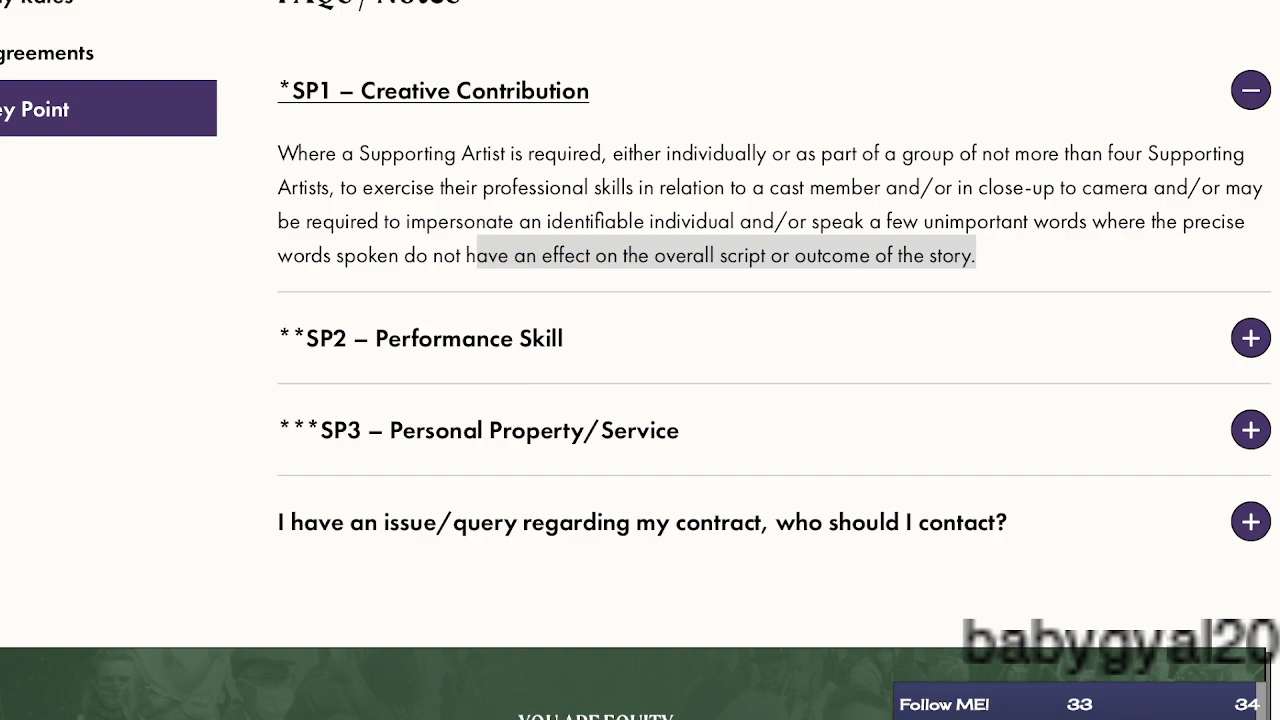 greements
ey Point
*SP1 – Creative Contribution
Where a Supporting Artist is required, either individually or as part of a group of not more than four Supporting
Artists, to exercise their professional skills in relation to a cast member and/or in close-up to camera and/or may
be required to impersonate an identifiable individual and/or speak a few unimportant words where the precise
words spoken do not have an effect on the overall script or outcome of the story.
**SP2 – Performance Skill
***SP3 – Personal Property/Service
I have an issue/query regarding my contract, who should I contact?
babygyal20
Follow ME! 33 34
YOU ARE EQUITY